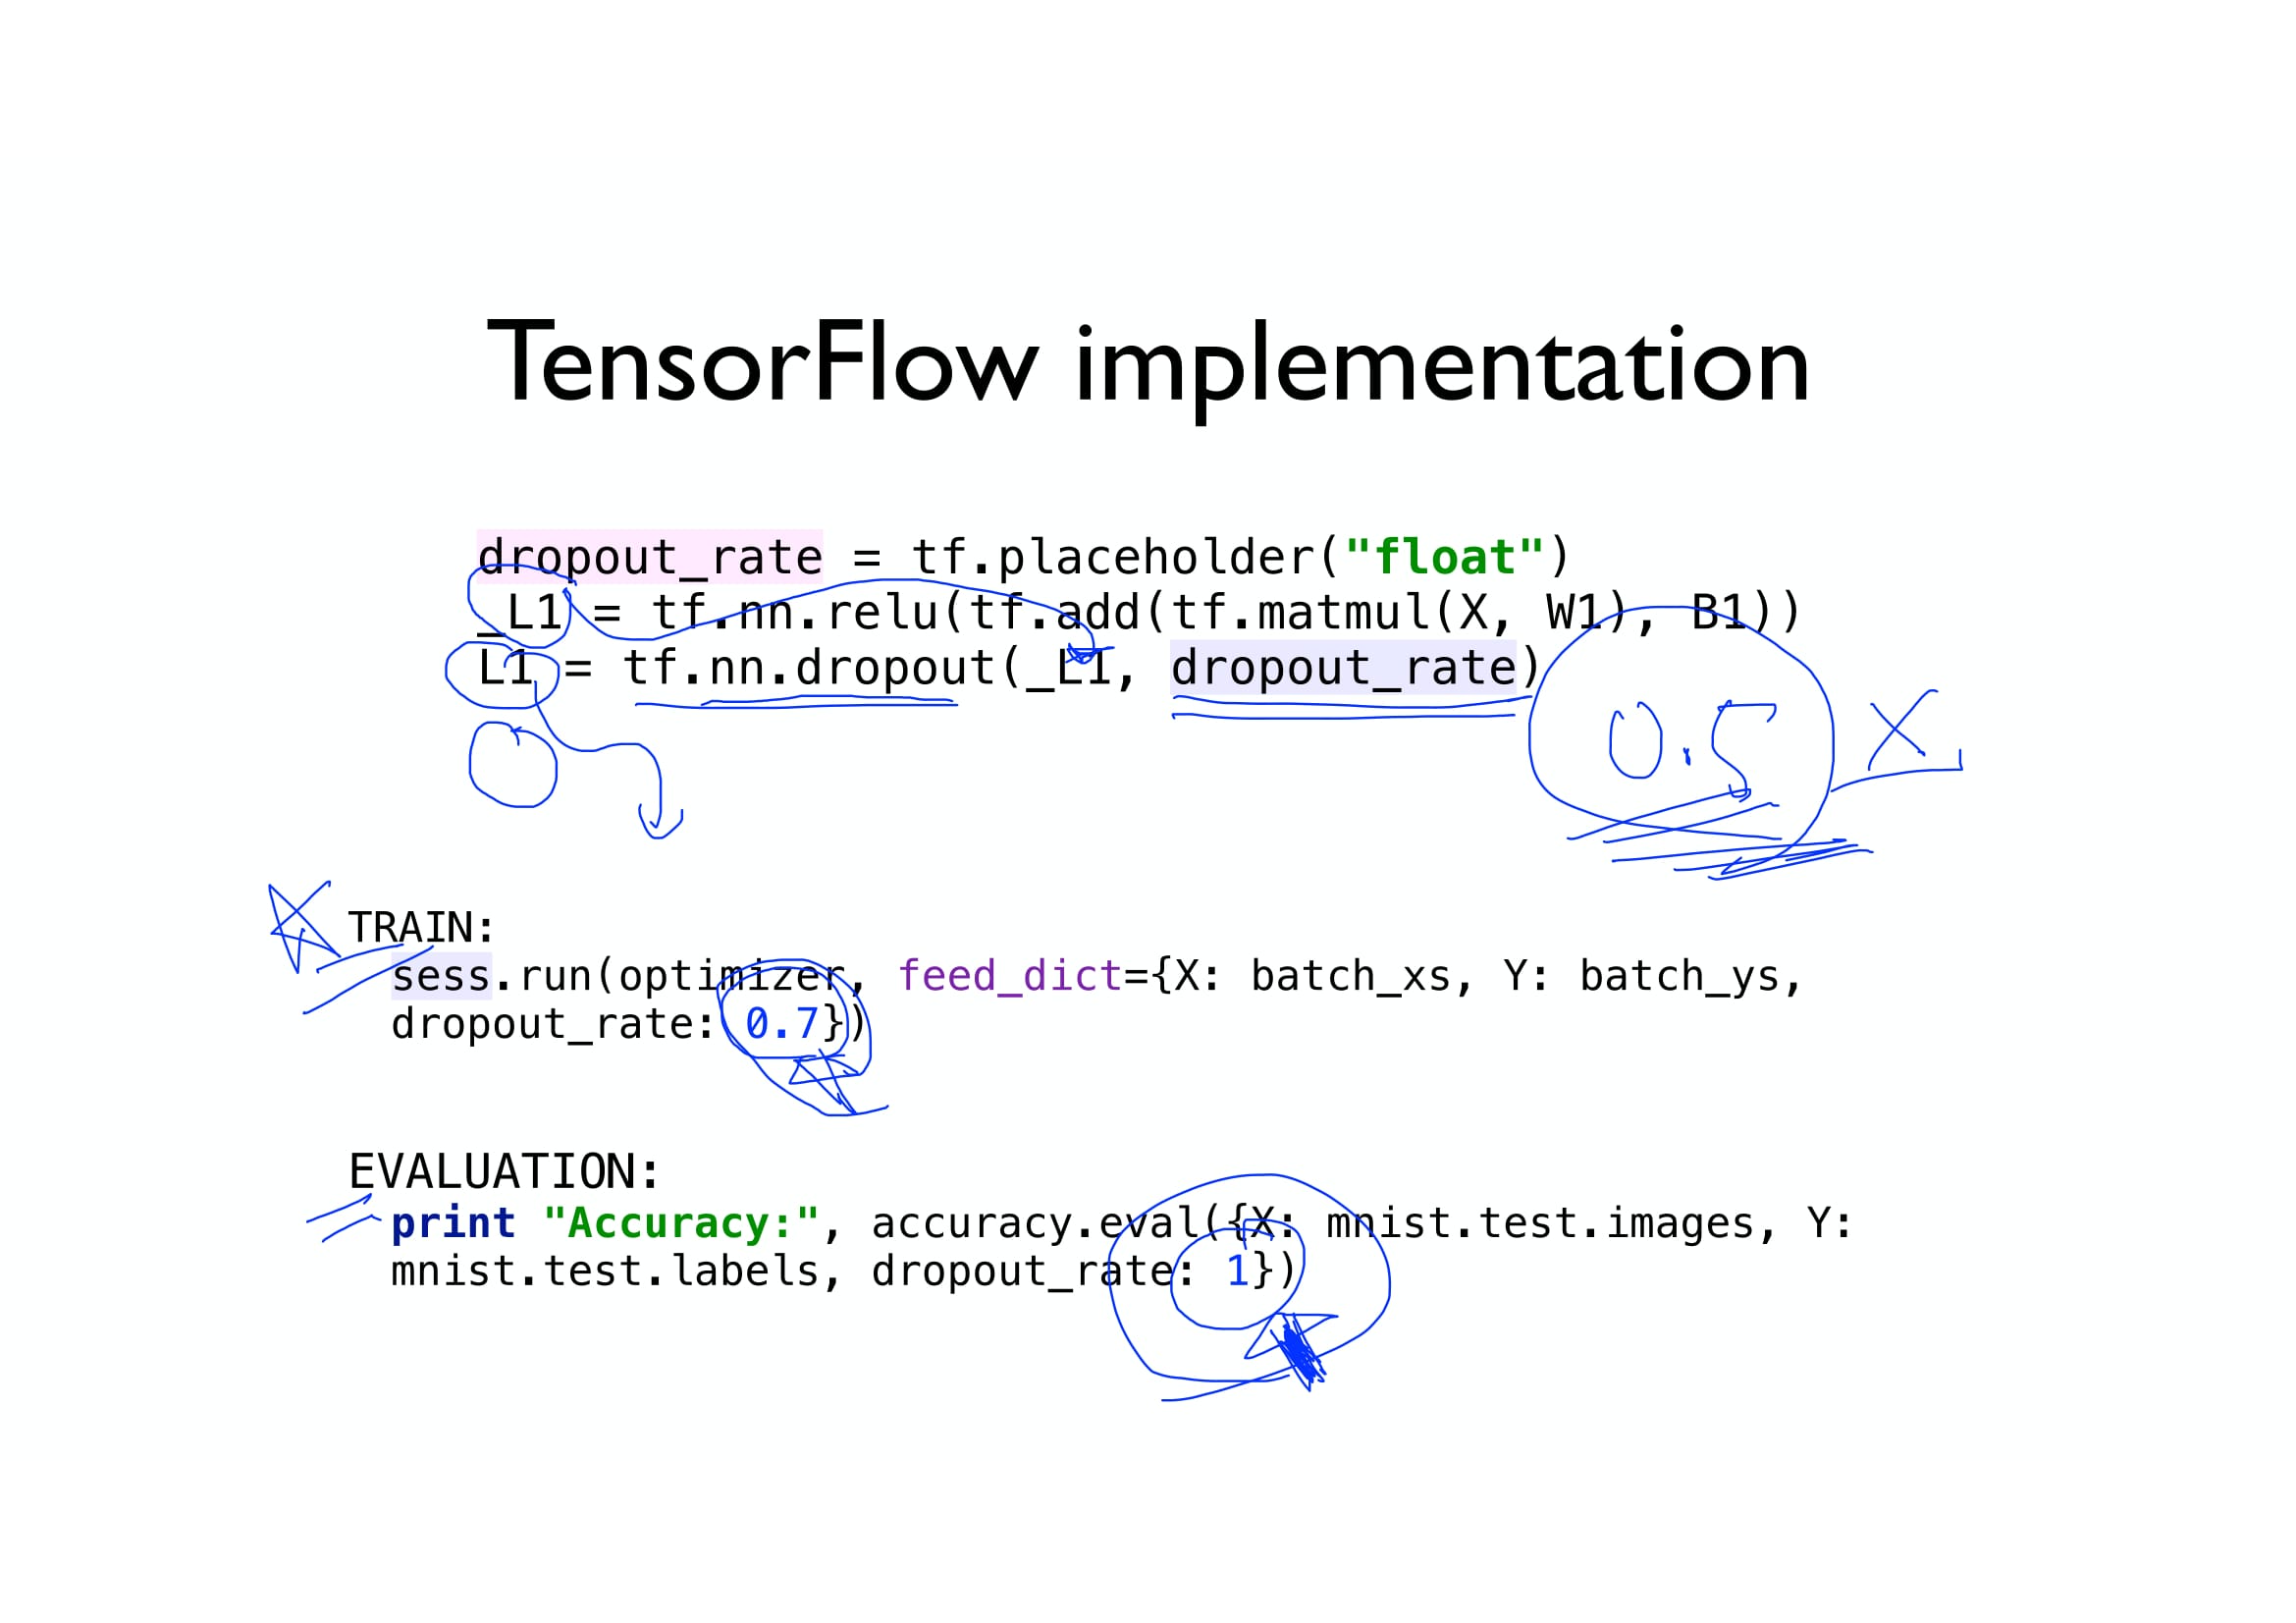 TensorFlow implementation
dropout_rate = tf.placeholder("float")
_L1 = tf.nn.relu(tf.add(tf.matmul(X, W1), B1))
L1 = tf.nn.dropout(_L1, dropout_rate)
0.5 X
TRAIN:
sess.run(optimizer, feed_dict={X: batch_xs, Y: batch_ys,
dropout_rate: 0.7})
EVALUATION:
print "Accuracy:", accuracy.eval({X: mnist.test.images, Y:
mnist.test.labels, dropout_rate: 1})